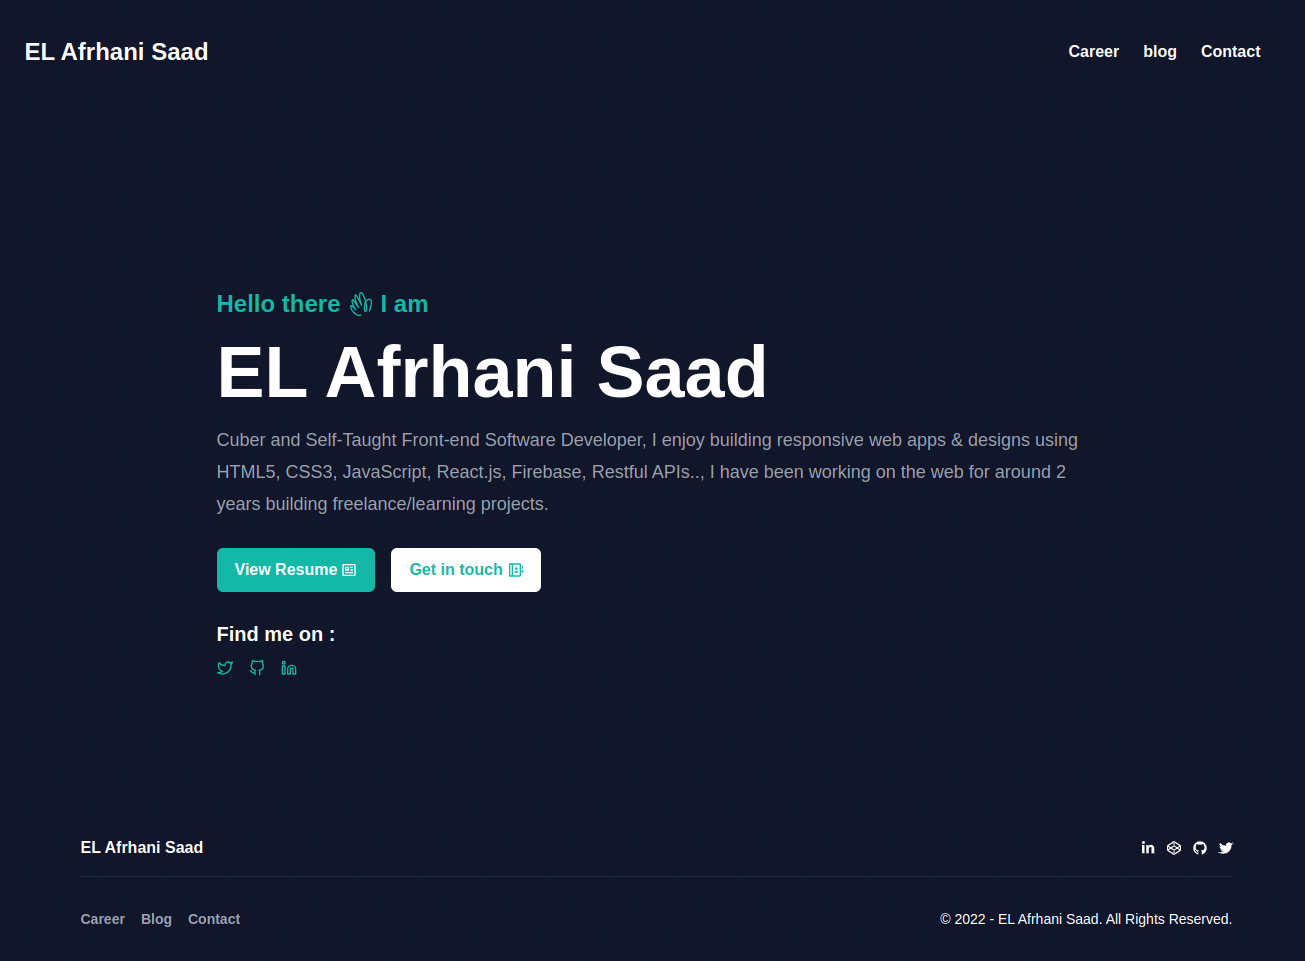 EL Afrhani Saad
Career blog Contact
Hello there I am
EL Afrhani Saad
Cuber and Self-Taught Front-end Software Developer, I enjoy building responsive web apps & designs using
HTML5, CSS3, JavaScript, React.js, Firebase, Restful APIs.., I have been working on the web for around 2
years building freelance/learning projects.
View Resume
Get in touch
Find me on :
EL Afrhani Saad
Career Blog Contact
© 2022 - EL Afrhani Saad. All Rights Reserved.